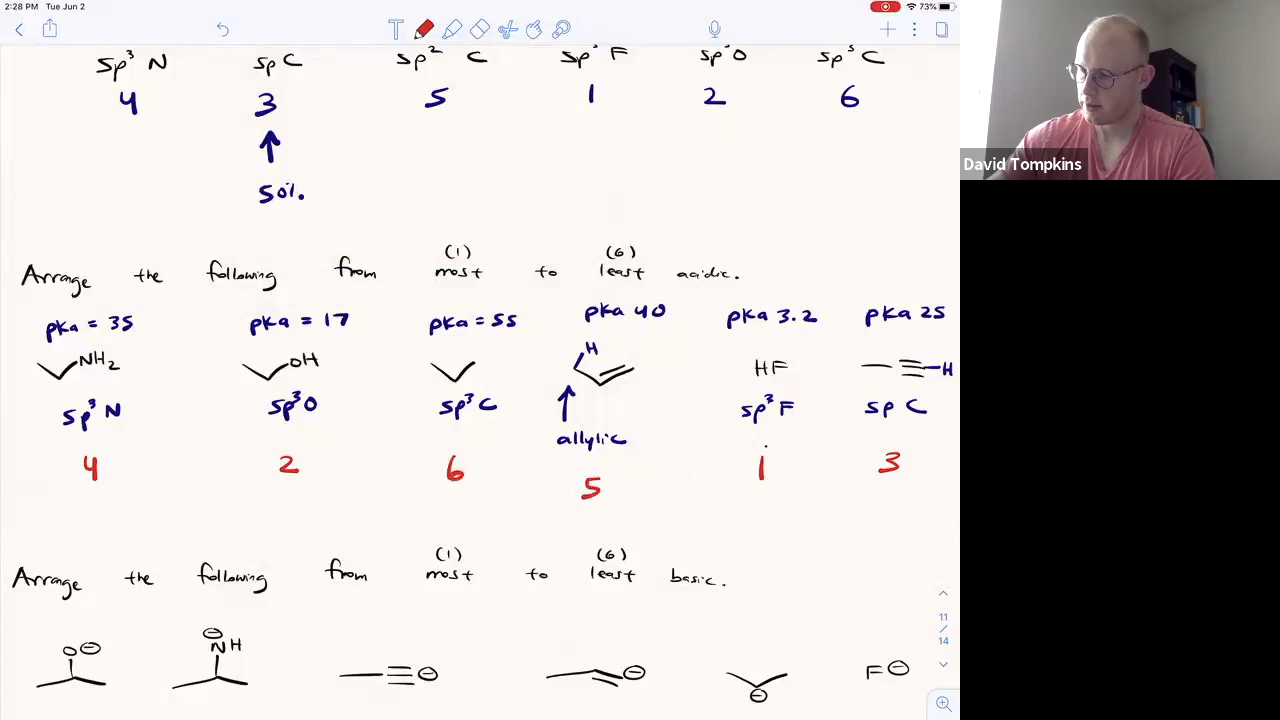 2:28 PM Tue Jun 2 73%
T
sp³ N sp C sp² C sp³ F sp³ O sp³ C
4 3 5 1 2 6
50%
David Tompkins
(1) (6)
Arrange the following from most to least acidic.
pKa = 35 pKa = 17 pKa = 55 pKa 40 pKa 3.2 pKa 25
NH2 OH H HF H
sp³ N sp³ O sp³ C allylic sp³ F sp C
4 2 6 5 1 3
(1) (6)
Arrange the following from most to least basic.
O⊖ ⊖NH ⊖ ⊖ ⊖ F⊖
11
/
14